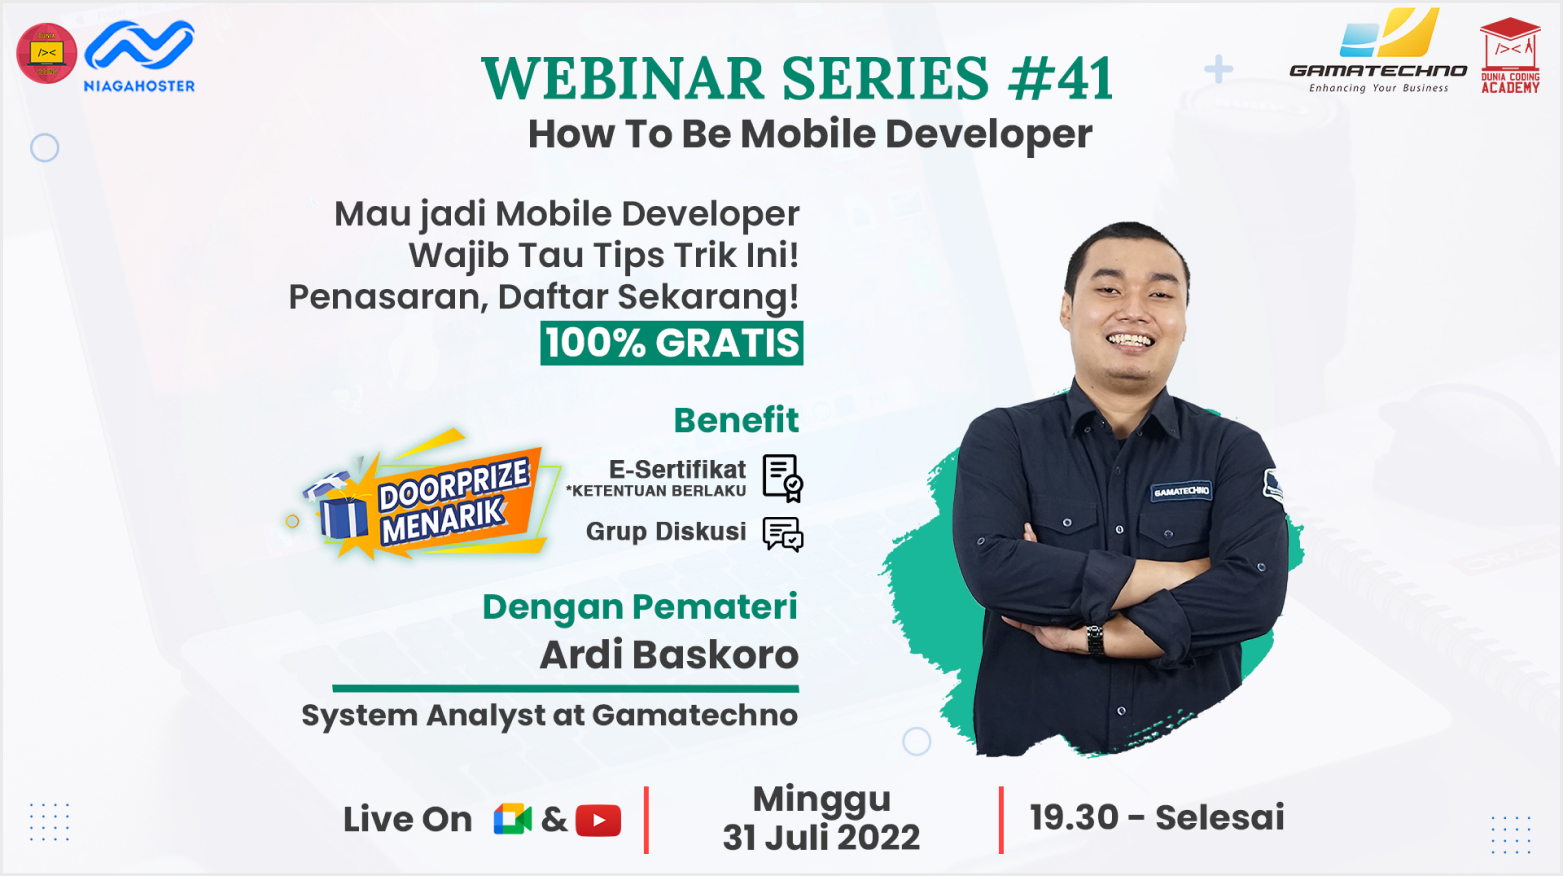 DUNIA
/><
CODING
NIAGAHOSTER
WEBINAR SERIES #41
How To Be Mobile Developer
GAMATECHNO
Enhancing Your Business
/><
DUNIA CODING
ACADEMY
Mau jadi Mobile Developer
Wajib Tau Tips Trik Ini!
Penasaran, Daftar Sekarang!
100% GRATIS
Benefit
DOORPRIZE
MENARIK
E-Sertifikat
*KETENTUAN BERLAKU
Grup Diskusi
GAMATECHNO
Dengan Pemateri
Ardi Baskoro
System Analyst at Gamatechno
Live On &
Minggu
31 Juli 2022
19.30 - Selesai